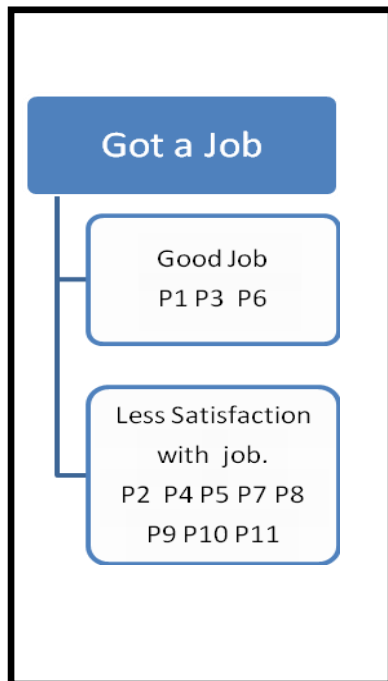 Got a Job
Good Job
P1 P3 P6
Less Satisfaction
with job.
P2 P4 P5 P7 P8
P9 P10 P11